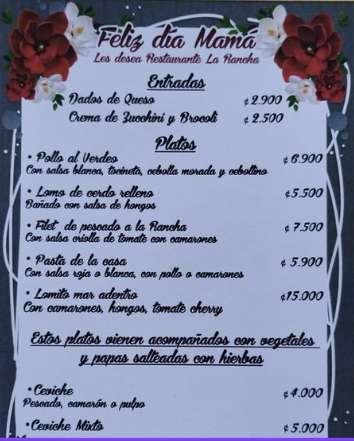 Feliz día Mamá
Les desea Restaurante La Rancha
Entradas
Dados de Queso ¢2.900
Crema de Zucchini y Brocoli ¢2.500
Platos
• Pollo al Verdeo ¢6.900
Con salsa blanca, tocineta, cebolla morada y cebollino
• Lomo de cerdo relleno ¢5.500
Bañado con salsa de hongos
• Filet de pescado a la Rancha ¢7.500
Con salsa criolla de tomate con camarones
• Pasta de la casa ¢5.900
Con salsa roja o blanca, con pollo o camarones
• Lomito mar adentro ¢15.000
Con camarones, hongos, tomate cherry
Estos platos vienen acompañados con vegetales
y papas salteadas con hierbas
•Ceviche ¢4.000
Pescado, camarón o pulpo
•Ceviche Mixto ¢5.000